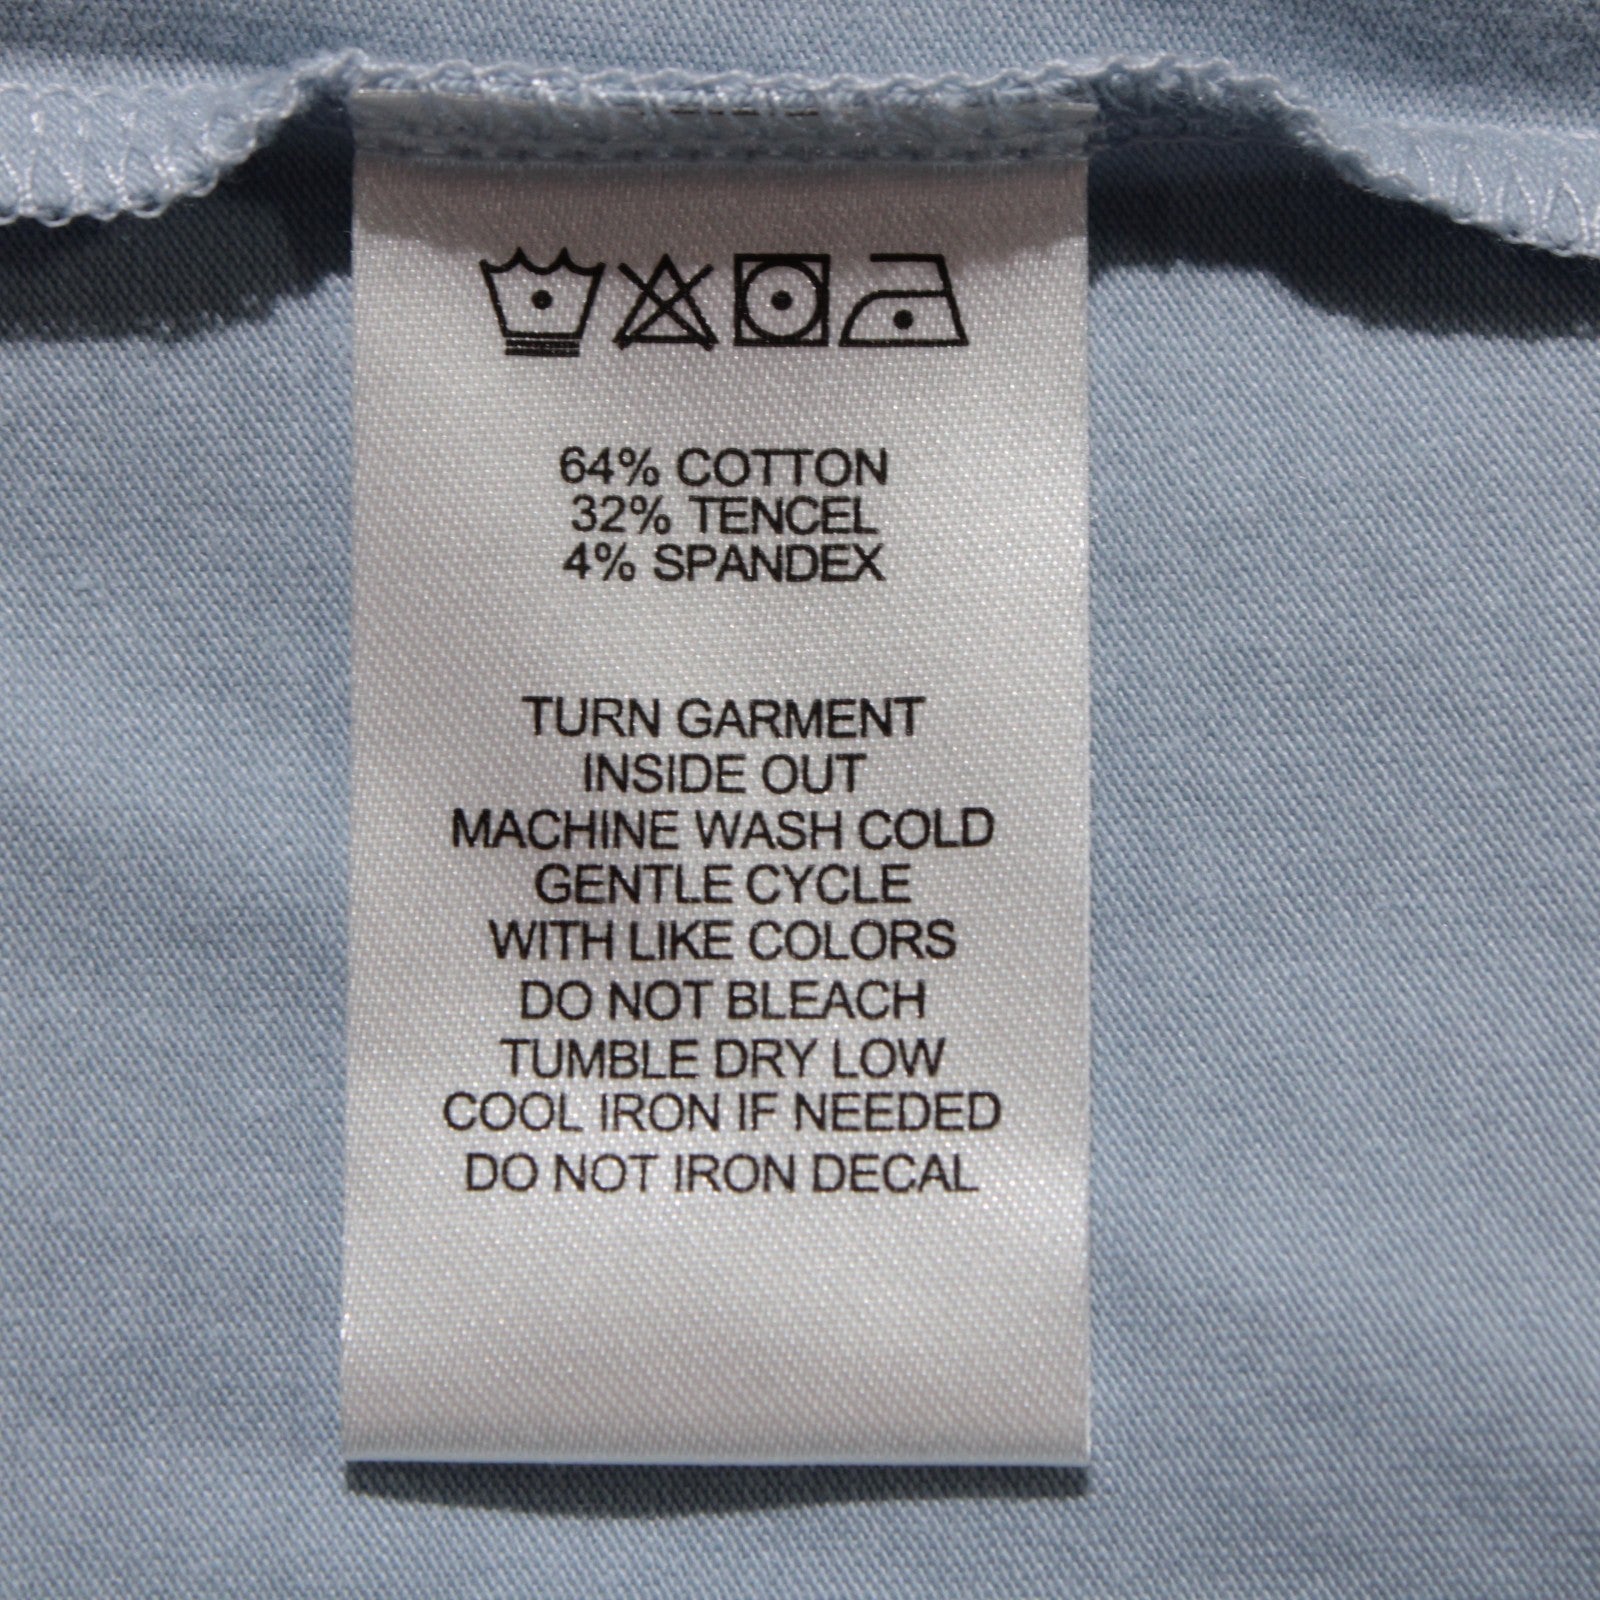 64% COTTON
32% TENCEL
4% SPANDEX
TURN GARMENT
INSIDE OUT
MACHINE WASH COLD
GENTLE CYCLE
WITH LIKE COLORS
DO NOT BLEACH
TUMBLE DRY LOW
COOL IRON IF NEEDED
DO NOT IRON DECAL